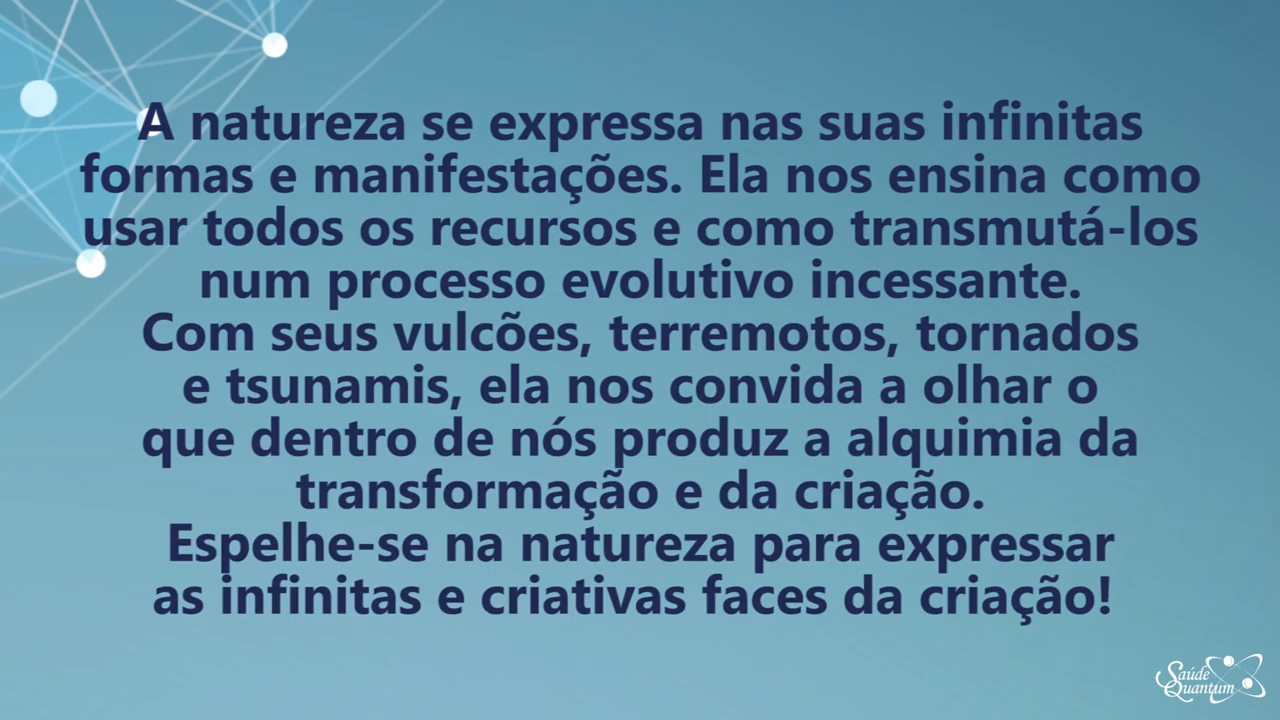 A natureza se expressa nas suas infinitas
formas e manifestações. Ela nos ensina como
usar todos os recursos e como transmutá-los
num processo evolutivo incessante.
Com seus vulcões, terremotos, tornados
e tsunamis, ela nos convida a olhar o
que dentro de nós produz a alquimia da
transformação e da criação.
Espelhe-se na natureza para expressar
as infinitas e criativas faces da criação!
Saúde
Quantum